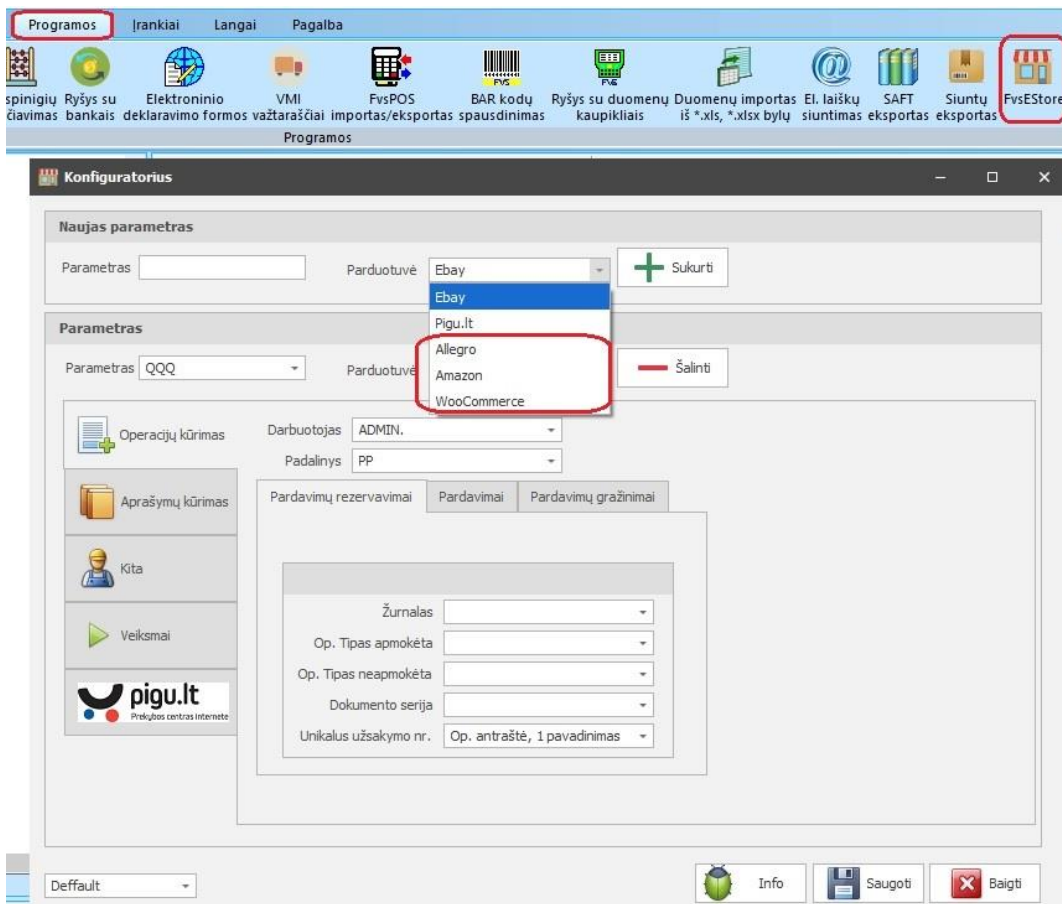 Programos Įrankiai Langai Pagalba
spinigių Ryšys su Elektroninio VMI FvsPOS BAR kodų Ryšys su duomenų Duomenų importas El. laiškų SAFT Siuntų FvsEStore
čiavimas bankais deklaravimo formos važtaraščiai importas/eksportas spausdinimas kaupikliais iš *.xls, *.xlsx bylų siuntimas eksportas eksportas
Programos
Konfiguratorius
Naujas parametras
Parametras Parduotuvė Ebay Sukurti
Ebay
Pigu.lt
Parametras
Allegro
Parametras QQQ Parduotuvė Šalinti
Amazon
WooCommerce
Operacijų kūrimas Darbuotojas ADMIN.
Padalinys PP
Aprašymų kūrimas Pardavimų rezervavimai Pardavimai Pardavimų gražinimai
Kita
Žurnalas
Veiksmai Op. Tipas apmokėta
Op. Tipas neapmokėta
pigu.lt
Prekybos centras internete
Dokumento serija
Unikalus užsakymo nr. Op. antraštė, 1 pavadinimas
Deffault Info Saugoti Baigti